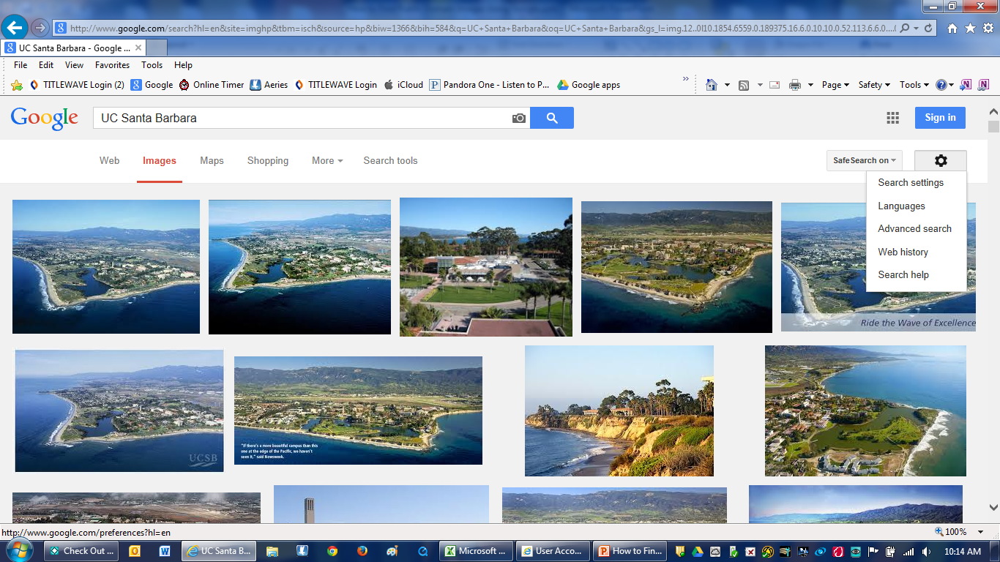 http://www.google.com/search?hl=en&site=imghp&tbm=isch&source=hp&biw=1366&bih=584&q=UC+Santa+Barbara&oq=UC+Santa+Barbara&gs_l=img.12..0l10.1854.6559.0.189375.16.6.0.10.10.0.52.113.6.6.0....0
UC Santa Barbara - Google ...
File Edit View Favorites Tools Help
TITLEWAVE Login (2) Google Online Timer Aeries TITLEWAVE Login iCloud Pandora One - Listen to P... Google apps » Page Safety Tools
Google UC Santa Barbara Sign in
Web Images Maps Shopping More Search tools SafeSearch on
Search settings
Languages
Advanced search
Web history
Search help
Ride the Wave of Excellence
UCSB
"If there's a more beautiful campus than this
one at the edge of the Pacific, we haven't
seen it," said Newsweek.
http://www.google.com/preferences?hl=en 100%
Check Out ... UC Santa B... Microsoft ... User Acco... How to Fin... 10:14 AM